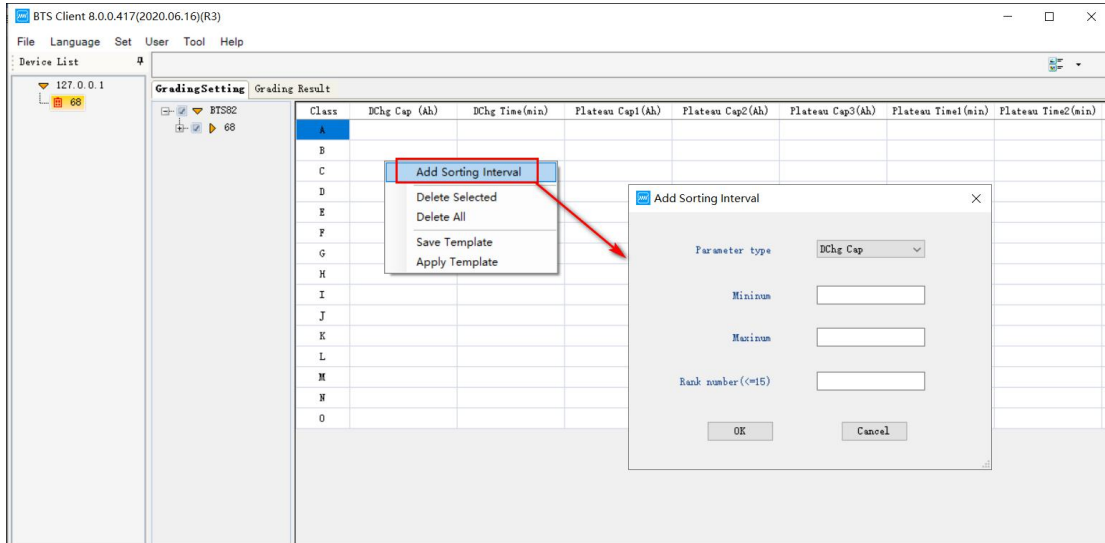 BTS Client 8.0.0.417(2020.06.16)(R3)
File Language Set User Tool Help
Device List
127.0.0.1
68
GradingSetting Grading Result
BTS82
68
Class DChg Cap (Ah) DChg Time(min) Plateau Cap1(Ah) Plateau Cap2(Ah) Plateau Cap3(Ah) Plateau Time1(min) Plateau Time2(min)
A
B
C
D
E
F
G
H
I
J
K
L
M
N
O
Add Sorting Interval
Delete Selected
Delete All
Save Template
Apply Template
Add Sorting Interval
Parameter type DChg Cap
Mininum
Maxinum
Rank number(<=15)
OK Cancel